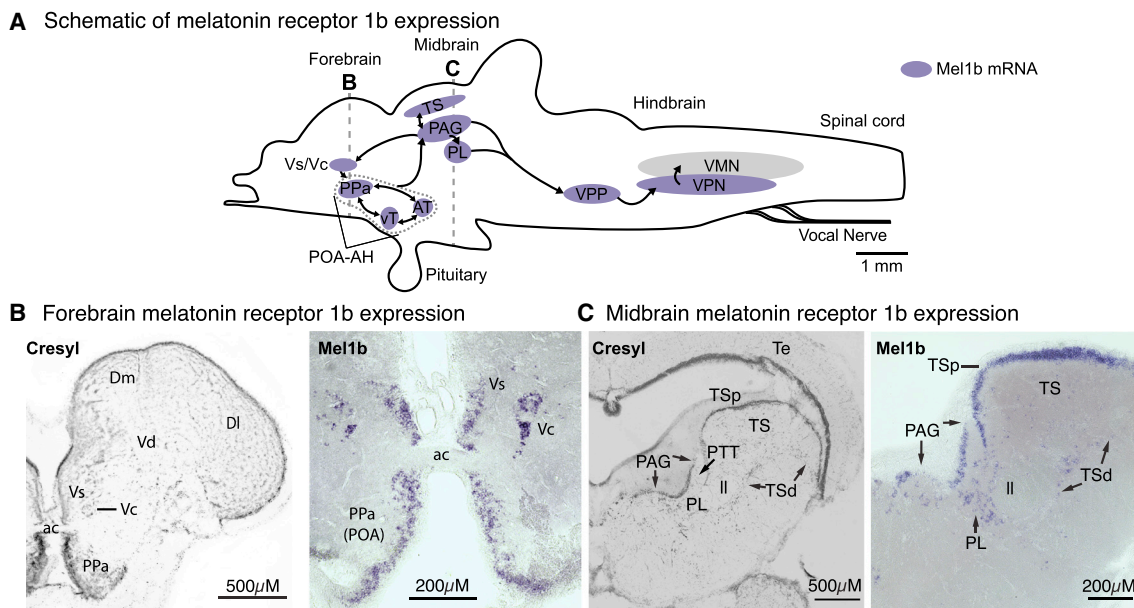 A Schematic of melatonin receptor 1b expression
Forebrain
Midbrain
B
C
Mel1b mRNA
Hindbrain
Spinal cord
TS
PAG
PL
Vs/Vc
PPa
AT
vT
VMN
VPN
VPP
POA-AH
Pituitary
Vocal Nerve
1 mm
B Forebrain melatonin receptor 1b expression
Cresyl
Dm
Dl
Vd
Vs
Vc
ac
PPa
500µM
Mel1b
Vs
Vc
ac
PPa
(POA)
200µM
C Midbrain melatonin receptor 1b expression
Cresyl
Te
TSp
TS
PAG
PTT
ll
TSd
PL
500µM
Mel1b
TSp
TS
PAG
ll
TSd
PL
200µM